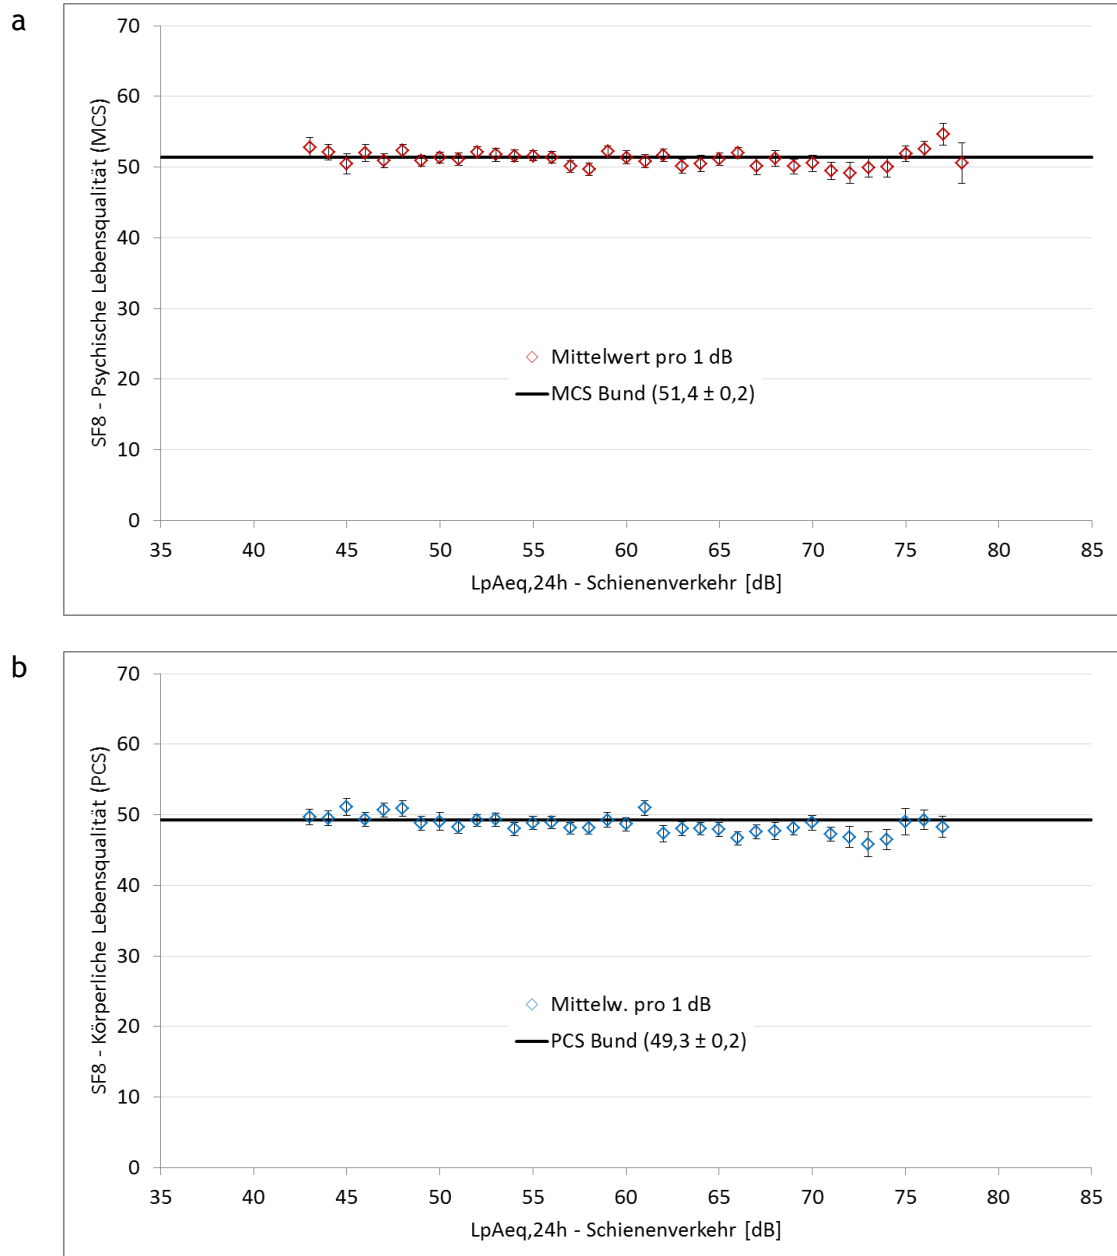 a
70
60
50
40
30
20
10
0
SF8 - Psychische Lebensqualität (MCS)
Mittelwert pro 1 dB
MCS Bund (51,4 ± 0,2)
35 40 45 50 55 60 65 70 75 80 85
LpAeq,24h - Schienenverkehr [dB]
b
70
60
50
40
30
20
10
0
SF8 - Körperliche Lebensqualität (PCS)
Mittelw. pro 1 dB
PCS Bund (49,3 ± 0,2)
35 40 45 50 55 60 65 70 75 80 85
LpAeq,24h - Schienenverkehr [dB]